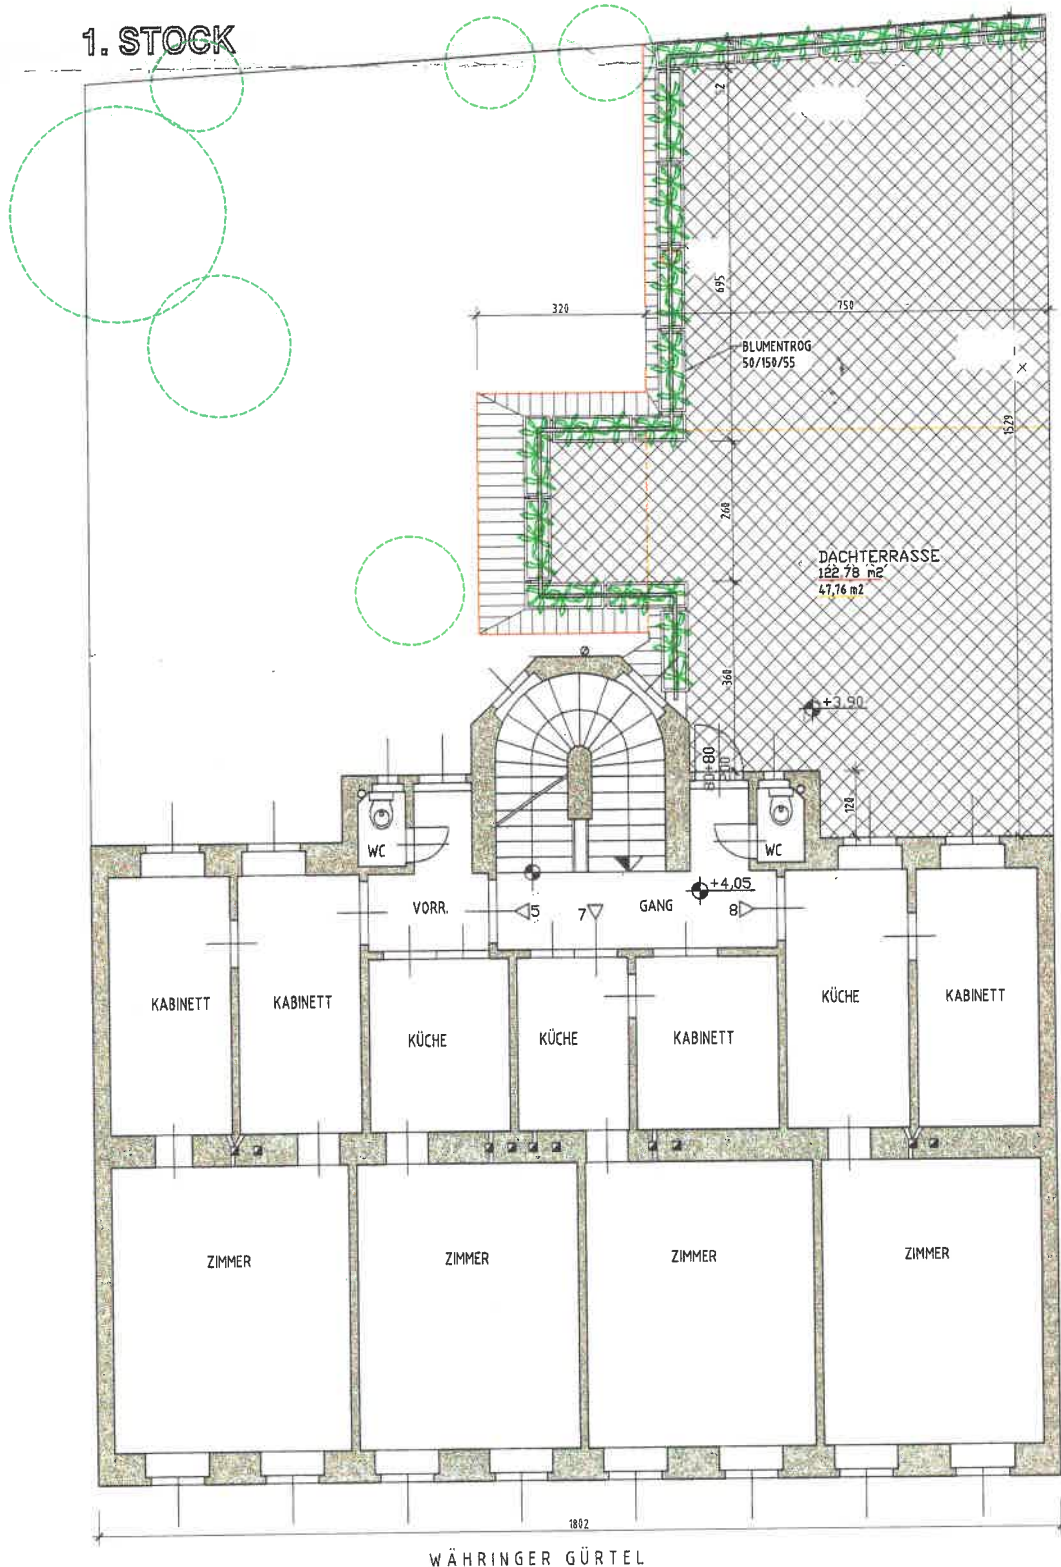 1. STOCK
52
695
320
750
BLUMENTROG
50/150/55
1529
260
DACHTERRASSE
122.78 m2
47,76 m2
360
+3,90
80+80
120
WC
WC
+4,05
VORR.
5
7
GANG
8
KABINETT
KABINETT
KÜCHE
KÜCHE
KABINETT
KÜCHE
KABINETT
ZIMMER
ZIMMER
ZIMMER
ZIMMER
1802
WÄHRINGER GÜRTEL